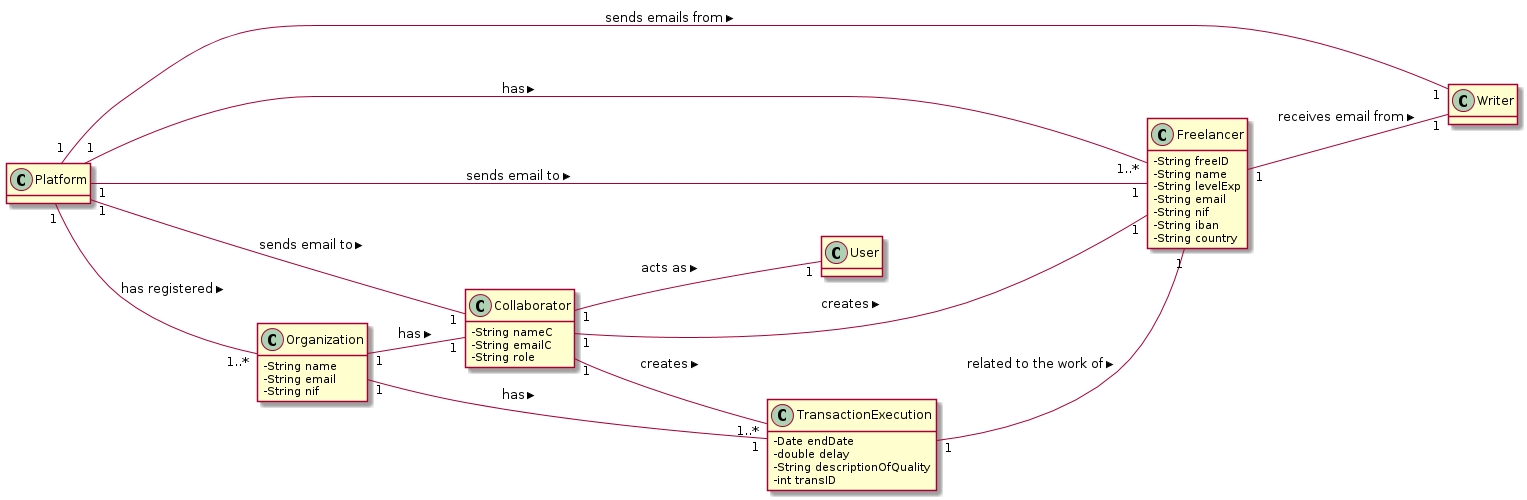 sends emails from ▶
C Writer
1
has ▶
receives email from ▶
1
C Freelancer
-String freeID
-String name
-String levelExp
-String email
-String nif
-String iban
-String country
1 1
1..*
1
C Platform
sends email to ▶
1
1
1
1
1
sends email to ▶
1
C User
acts as ▶
1
has registered ▶
C Collaborator
-String nameC
-String emailC
-String role
creates ▶
1
1
1
1
C Organization
-String name
-String email
-String nif
has ▶
1
1
1..*
1
creates ▶
related to the work of ▶
has ▶
C TransactionExecution
-Date endDate
-double delay
-String descriptionOfQuality
-int transID
1..*
1
1
1